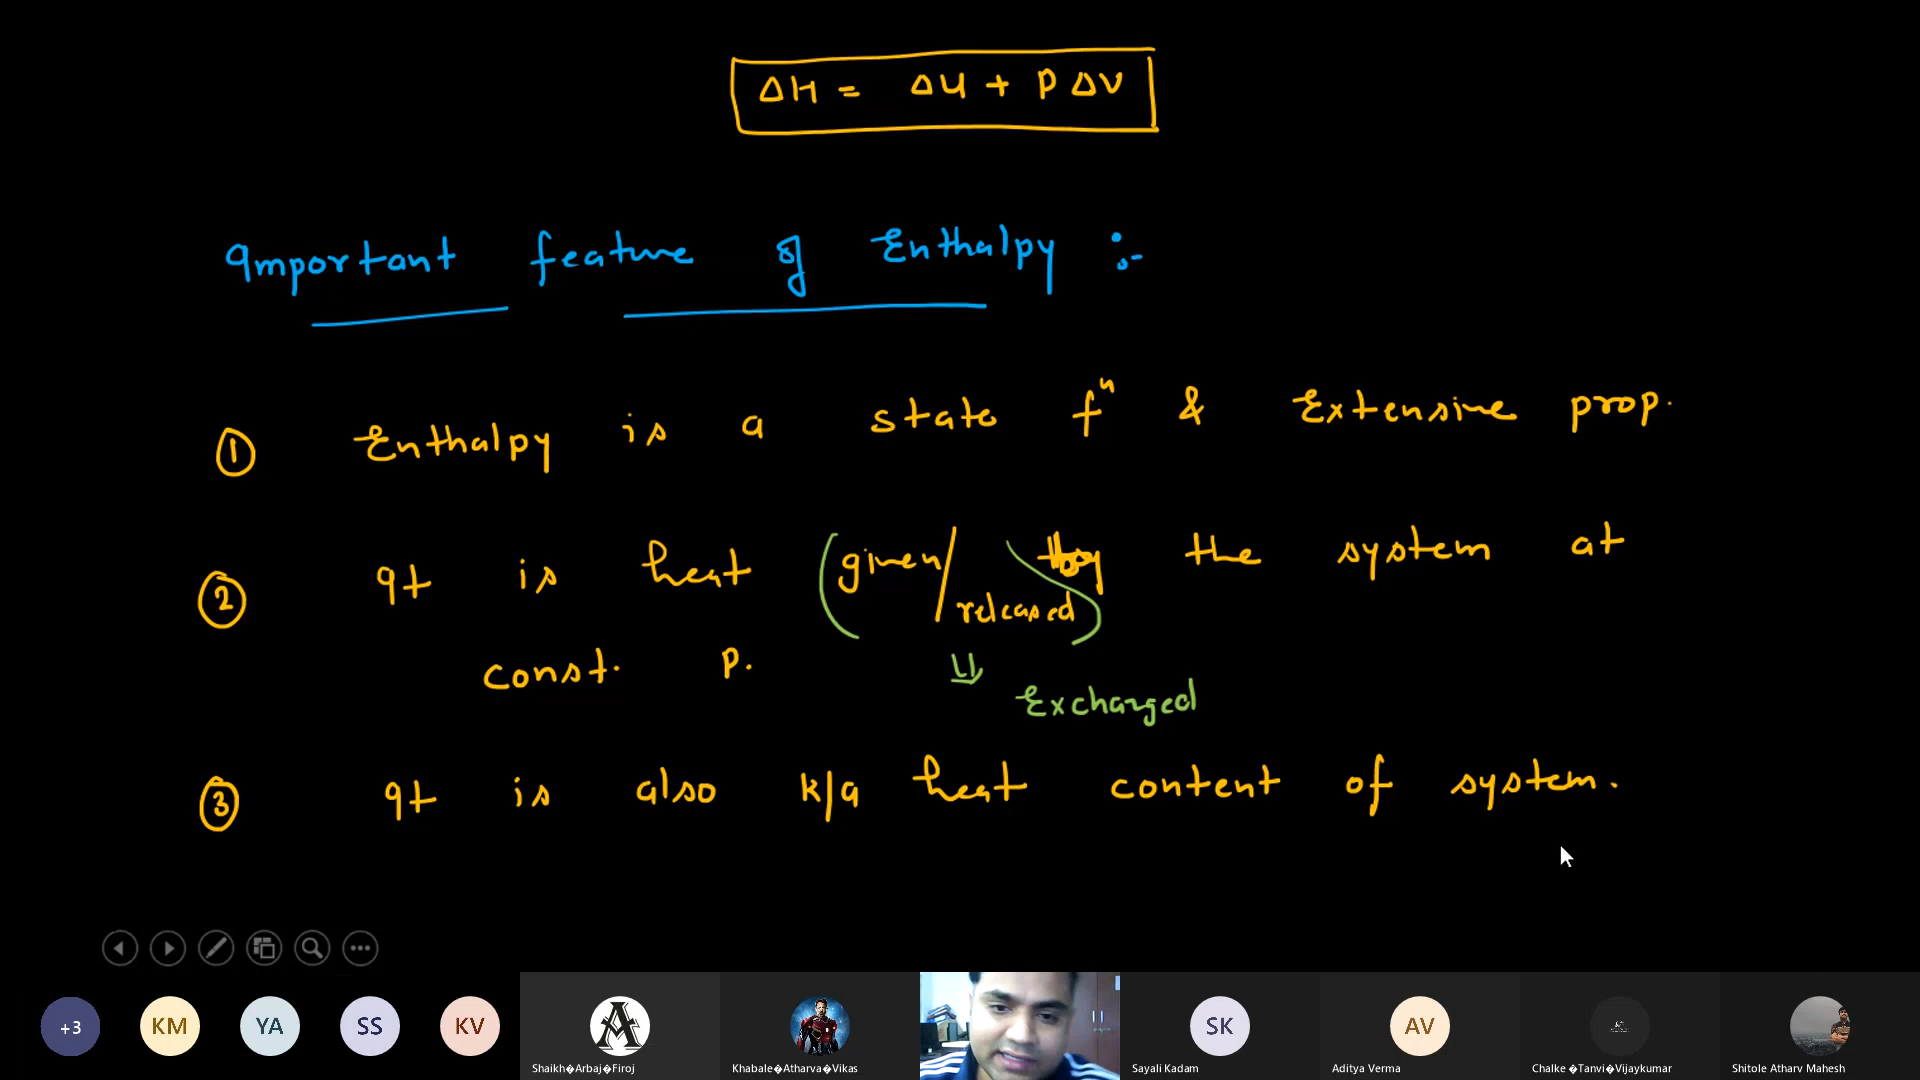 ΔH = ΔU + P ΔV
Important feature of Enthalpy :-
① Enthalpy is a state fⁿ & Extensive prop.
② It is heat (given/released) by the system at
const. P.
⇓ Exchanged
③ It is also k/a heat content of system.
+3 KM YA SS KV SK AV
Shaikh�Arbaj�Firoj Khabale�Atharva�Vikas Sayali Kadam Aditya Verma Chalke �Tanvi�Vijaykumar Shitole Atharv Mahesh